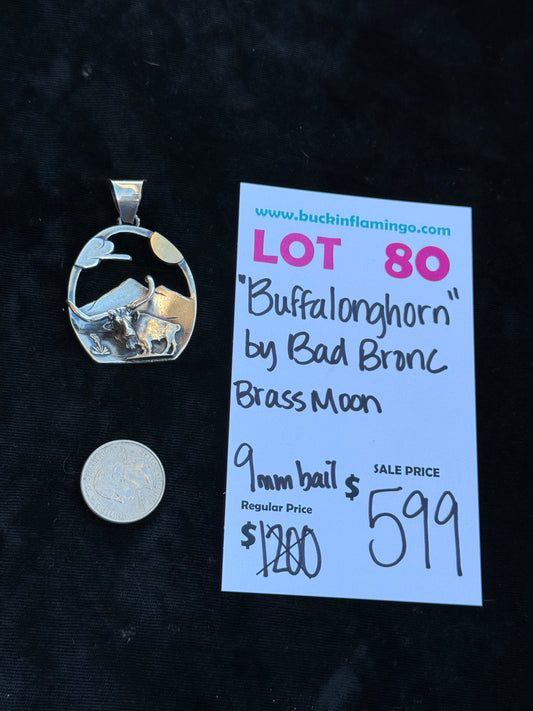 www.buckinflamingo.com
LOT 80
"Buffalonghorn"
by Bad Bronc
Brass Moon
9mm bail
SALE PRICE
$ 599
Regular Price
$ 1200